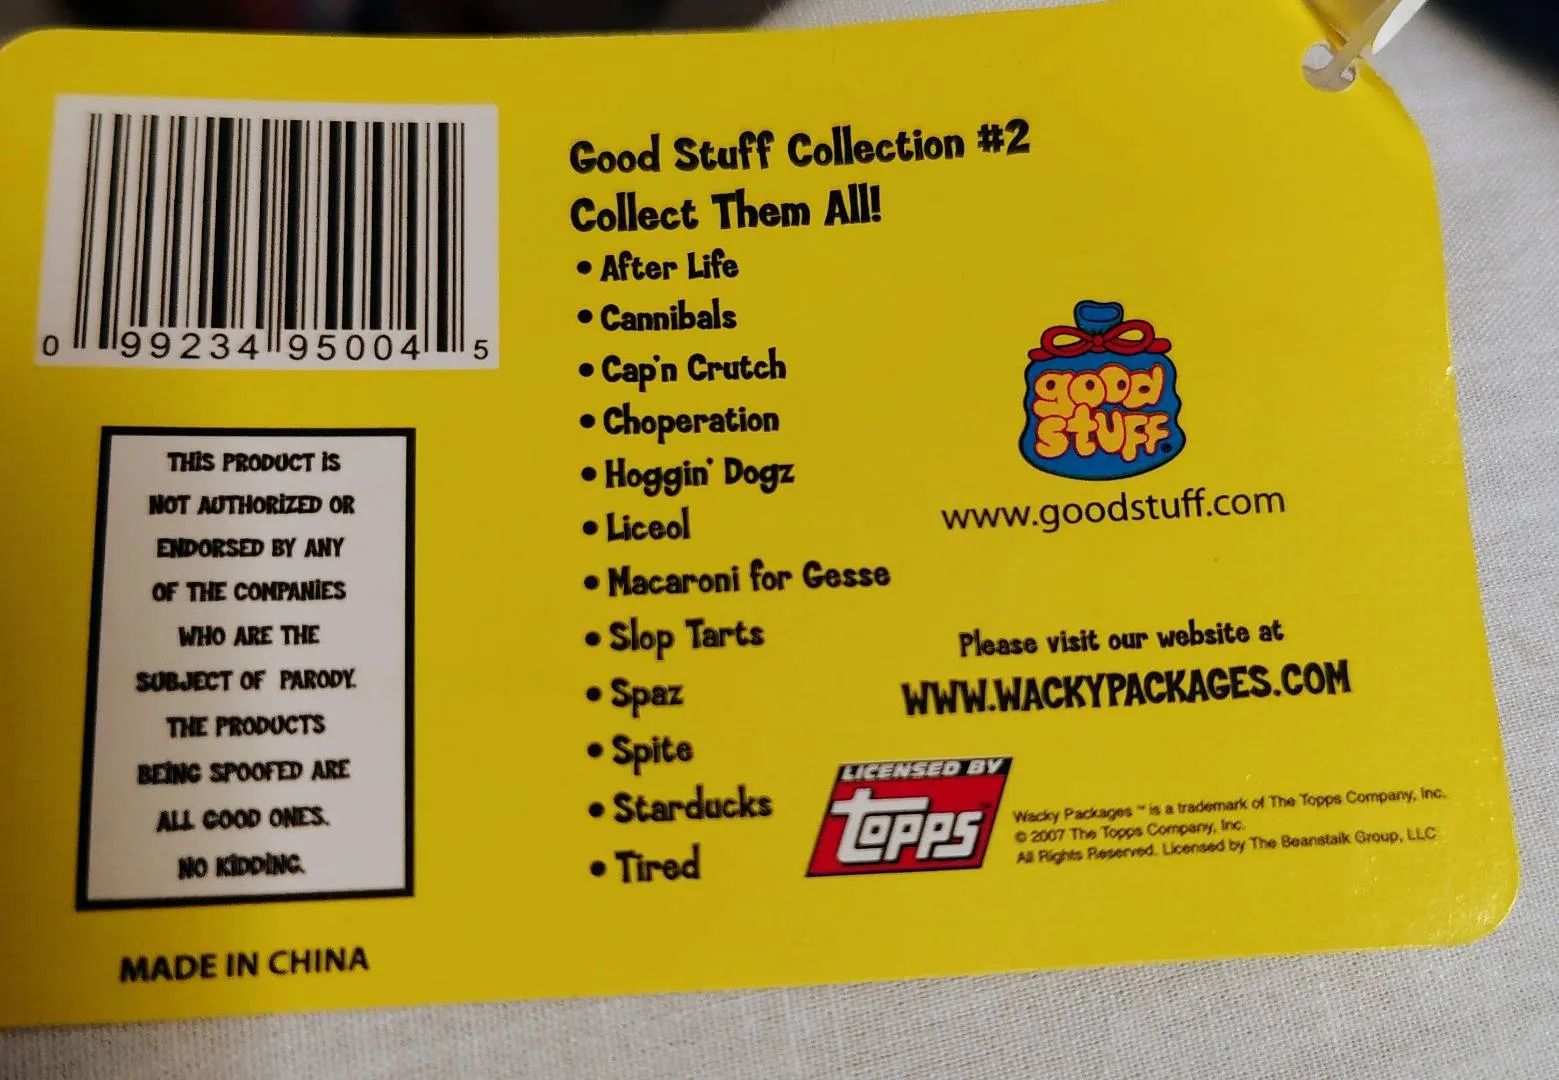 0 99234 95004 5
THIS PRODUCT IS
NOT AUTHORIZED OR
ENDORSED BY ANY
OF THE COMPANIES
WHO ARE THE
SUBJECT OF PARODY.
THE PRODUCTS
BEING SPOOFED ARE
ALL GOOD ONES.
NO KIDDING.
MADE IN CHINA
Good Stuff Collection #2
Collect Them All!
• After Life
• Cannibals
• Cap'n Crutch
• Choperation
• Hoggin' Dogz
• Liceol
• Macaroni for Gesse
• Slop Tarts
• Spaz
• Spite
• Starducks
• Tired
good
stuff®
www.goodstuff.com
Please visit our website at
WWW.WACKYPACKAGES.COM
LICENSED BY
Topps™
Wacky Packages ™ is a trademark of The Topps Company, Inc.
© 2007 The Topps Company, Inc.
All Rights Reserved. Licensed by The Beanstalk Group, LLC